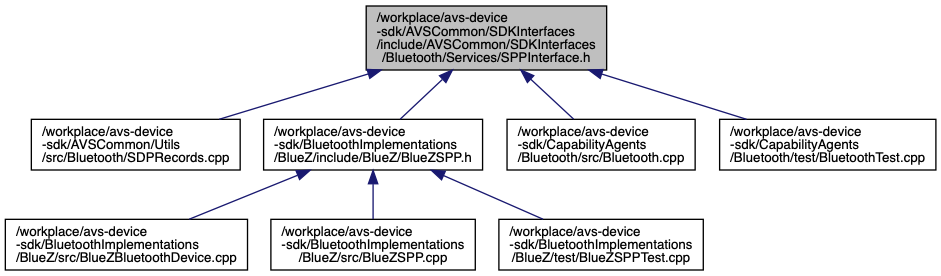 /workplace/avs-device
-sdk/AVSCommon/SDKInterfaces
/include/AVSCommon/SDKInterfaces
/Bluetooth/Services/SPPInterface.h
/workplace/avs-device
-sdk/AVSCommon/Utils
/src/Bluetooth/SDPRecords.cpp
/workplace/avs-device
-sdk/BluetoothImplementations
/BlueZ/include/BlueZ/BlueZSPP.h
/workplace/avs-device
-sdk/CapabilityAgents
/Bluetooth/src/Bluetooth.cpp
/workplace/avs-device
-sdk/CapabilityAgents
/Bluetooth/test/BluetoothTest.cpp
/workplace/avs-device
-sdk/BluetoothImplementations
/BlueZ/src/BlueZBluetoothDevice.cpp
/workplace/avs-device
-sdk/BluetoothImplementations
/BlueZ/src/BlueZSPP.cpp
/workplace/avs-device
-sdk/BluetoothImplementations
/BlueZ/test/BlueZSPPTest.cpp